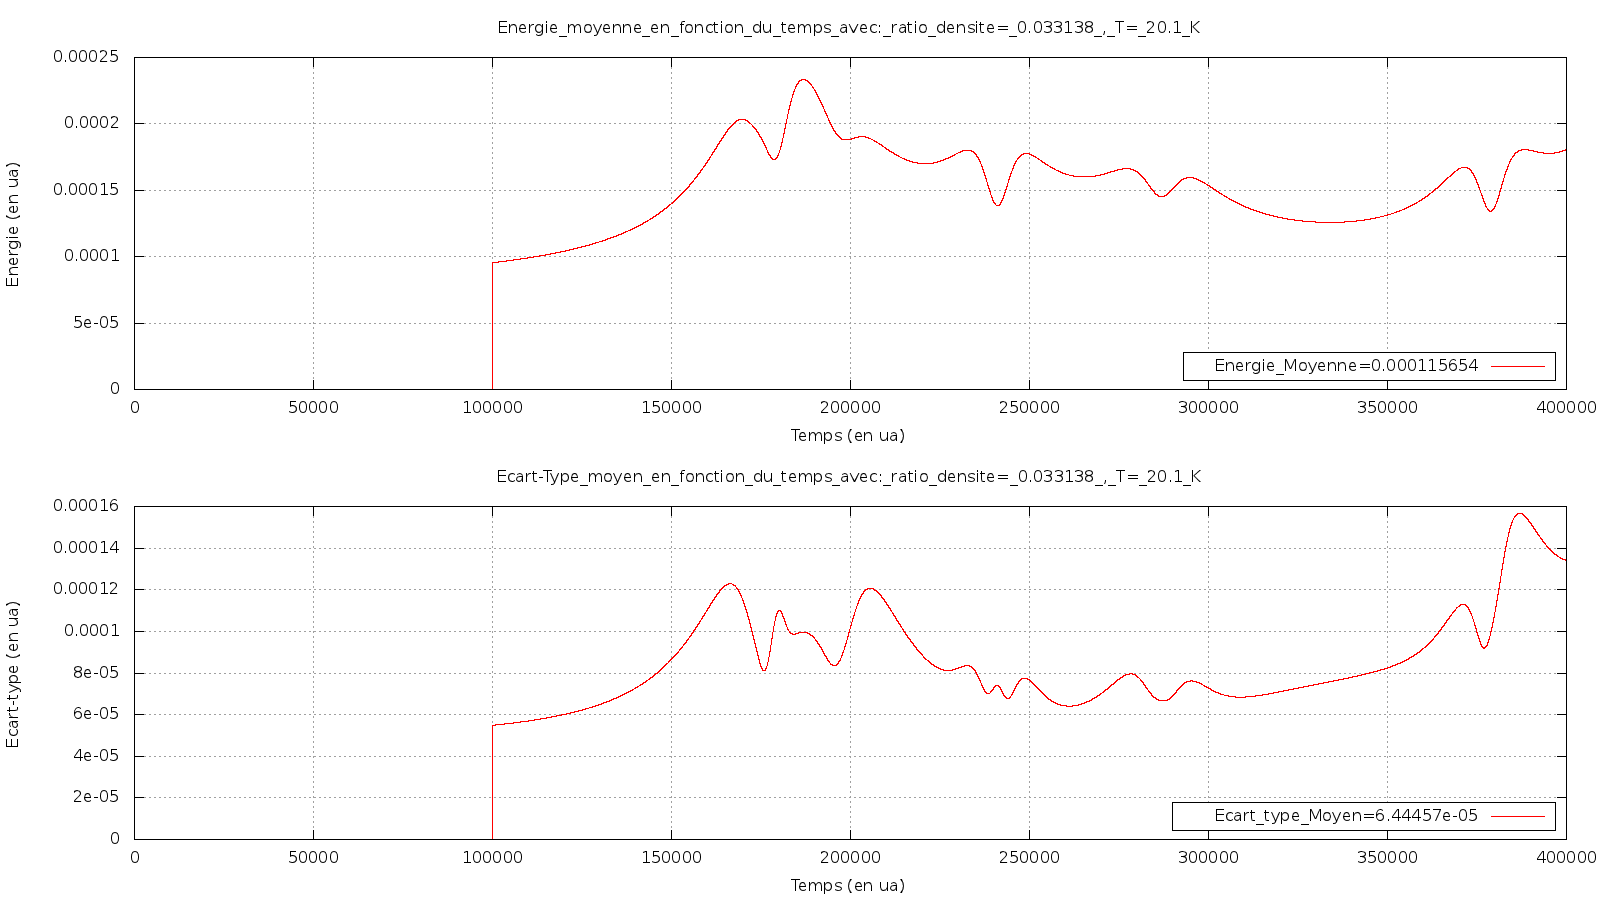 Energie_moyenne_en_fonction_du_temps_avec:_ratio_densite=_0.033138_,_T=_20.1_K
0.00025
0.0002
0.00015
0.0001
5e-05
0
Energie (en ua)
Energie_Moyenne=0.000115654
0 50000 100000 150000 200000 250000 300000 350000 400000
Temps (en ua)
Ecart-Type_moyen_en_fonction_du_temps_avec:_ratio_densite=_0.033138_,_T=_20.1_K
0.00016
0.00014
0.00012
0.0001
8e-05
6e-05
4e-05
2e-05
0
Ecart-type (en ua)
Ecart_type_Moyen=6.44457e-05
0 50000 100000 150000 200000 250000 300000 350000 400000
Temps (en ua)